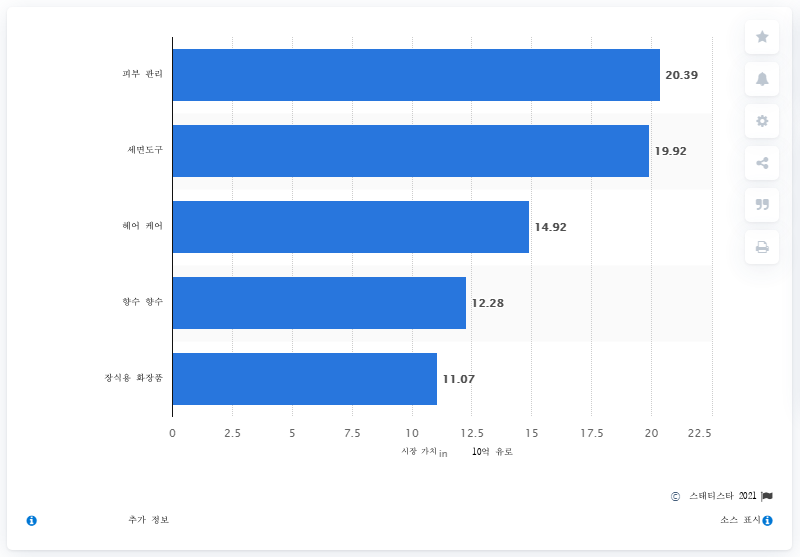 피부 관리
20.39
세면도구
19.92
헤어 케어
14.92
향수 향수
12.28
장식용 화장품
11.07
0 2.5 5 7.5 10 12.5 15 17.5 20 22.5
시장 가치 in 10억 유로
© 스태티스타 2021
추가 정보 소스 표시